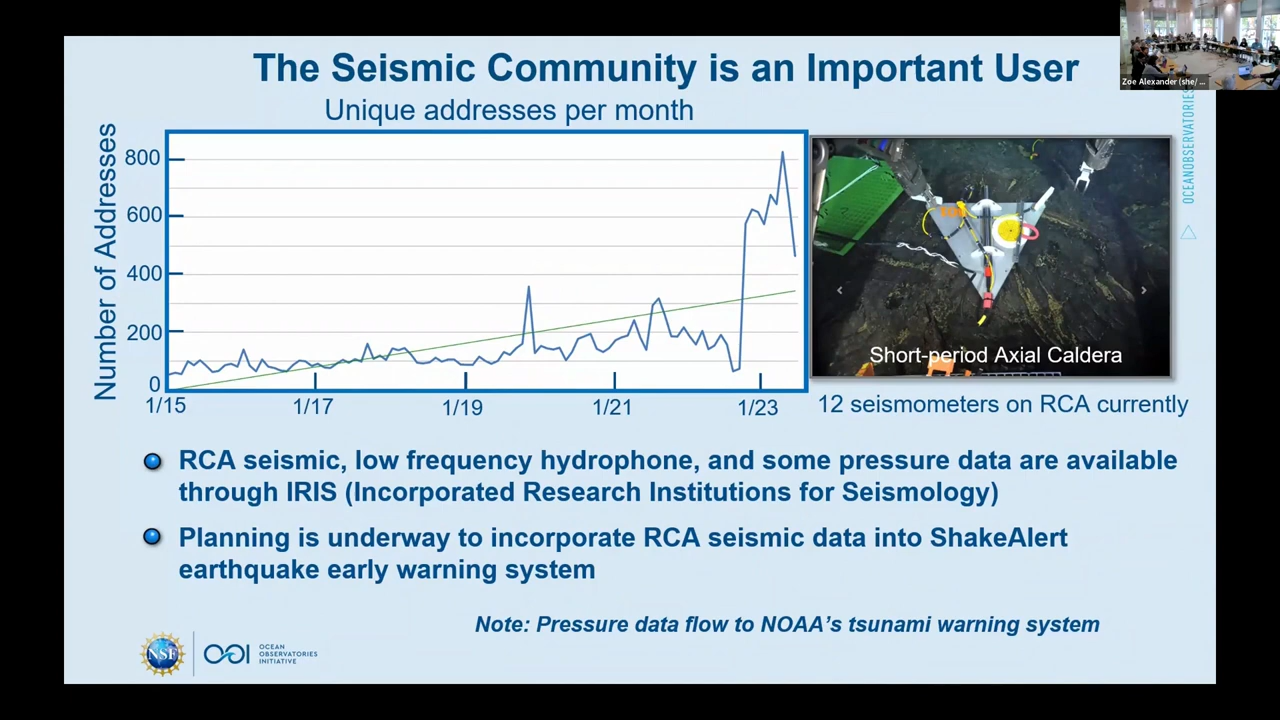 The Seismic Community is an Important User
Unique addresses per month
Number of Addresses
800
600
400
200
0
1/15
1/17
1/19
1/21
1/23
Short-period Axial Caldera
12 seismometers on RCA currently
RCA seismic, low frequency hydrophone, and some pressure data are available
through IRIS (Incorporated Research Institutions for Seismology)
Planning is underway to incorporate RCA seismic data into ShakeAlert
earthquake early warning system
Note: Pressure data flow to NOAA's tsunami warning system
NSF
OOI
OCEAN
OBSERVATORIES
INITIATIVE
OCEANOBSERVATORIES
Zoe Alexander (she/ ...